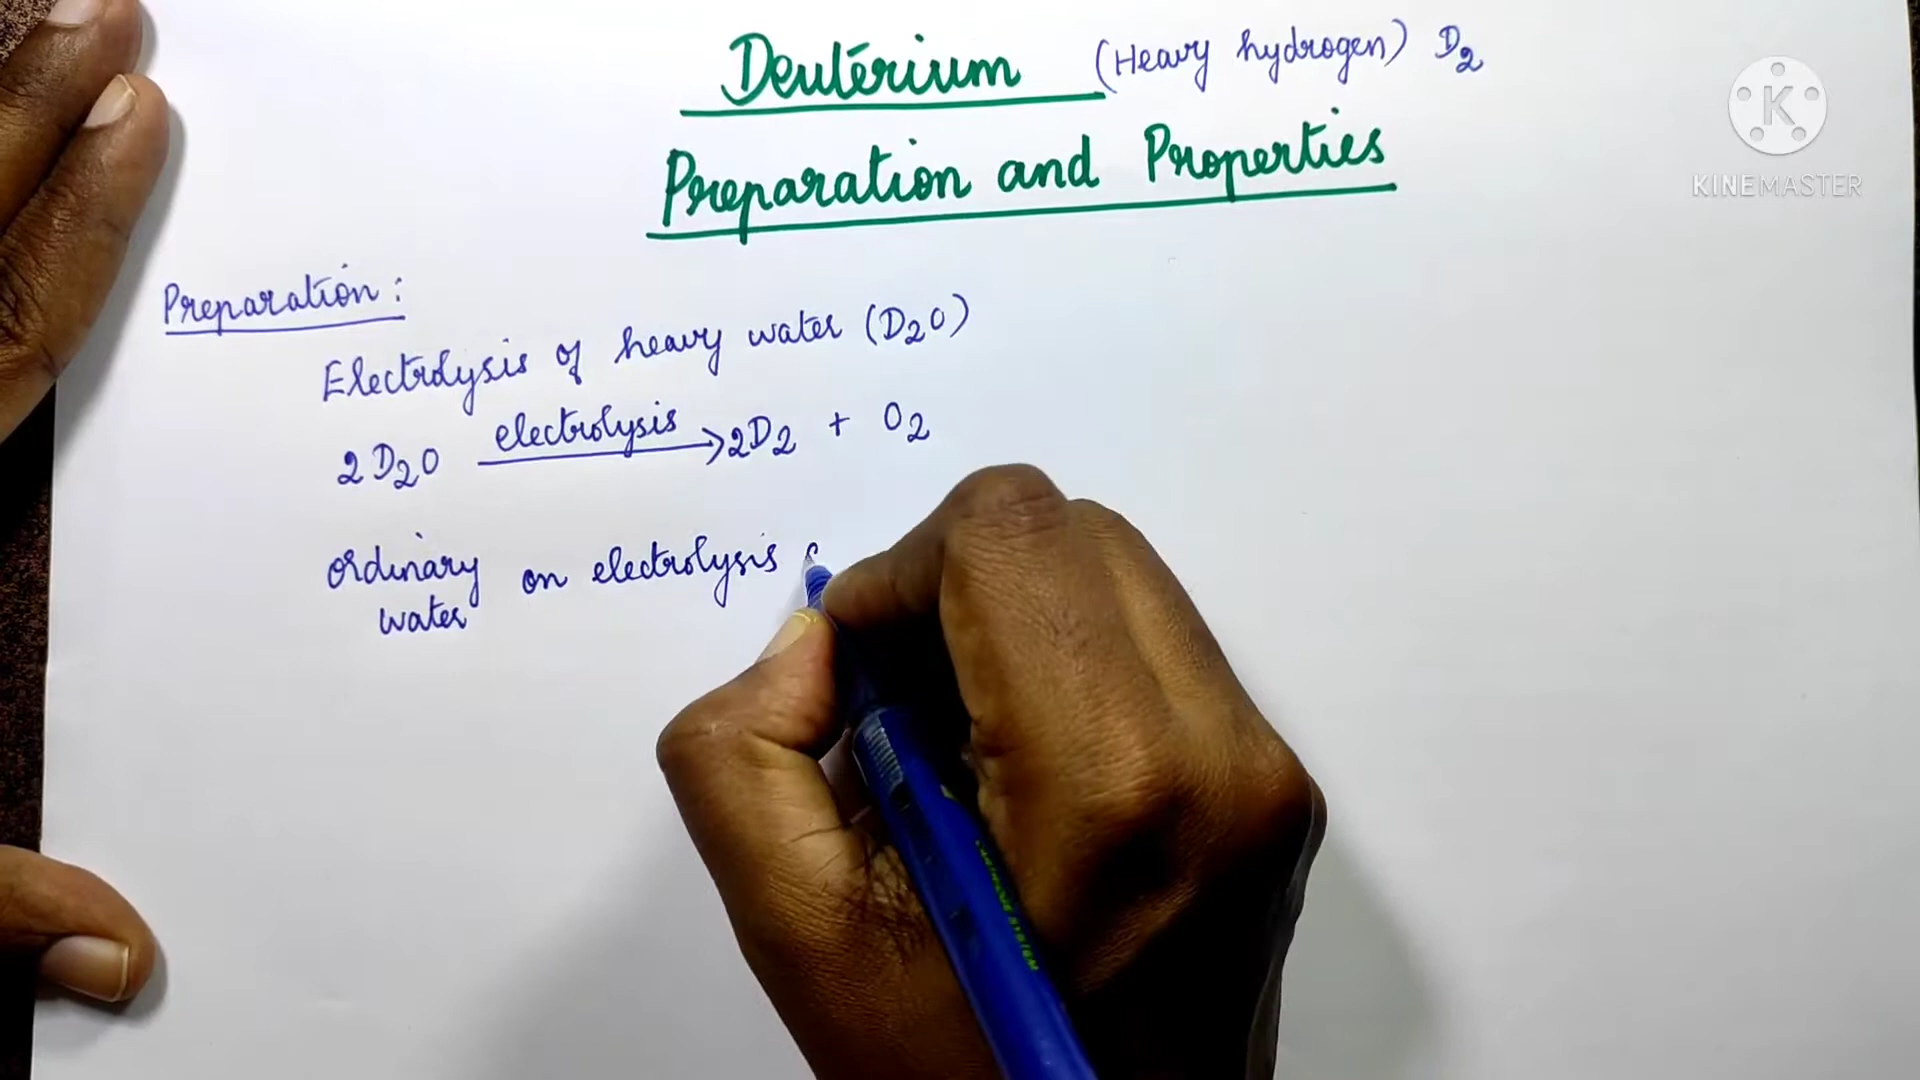 Deuterium (Heavy hydrogen) D₂
Preparation and Properties
KINEMASTER
Preparation:
Electrolysis of heavy water (D₂O)
2D₂O electrolysis → 2D₂ + O₂
ordinary on electrolysis
water